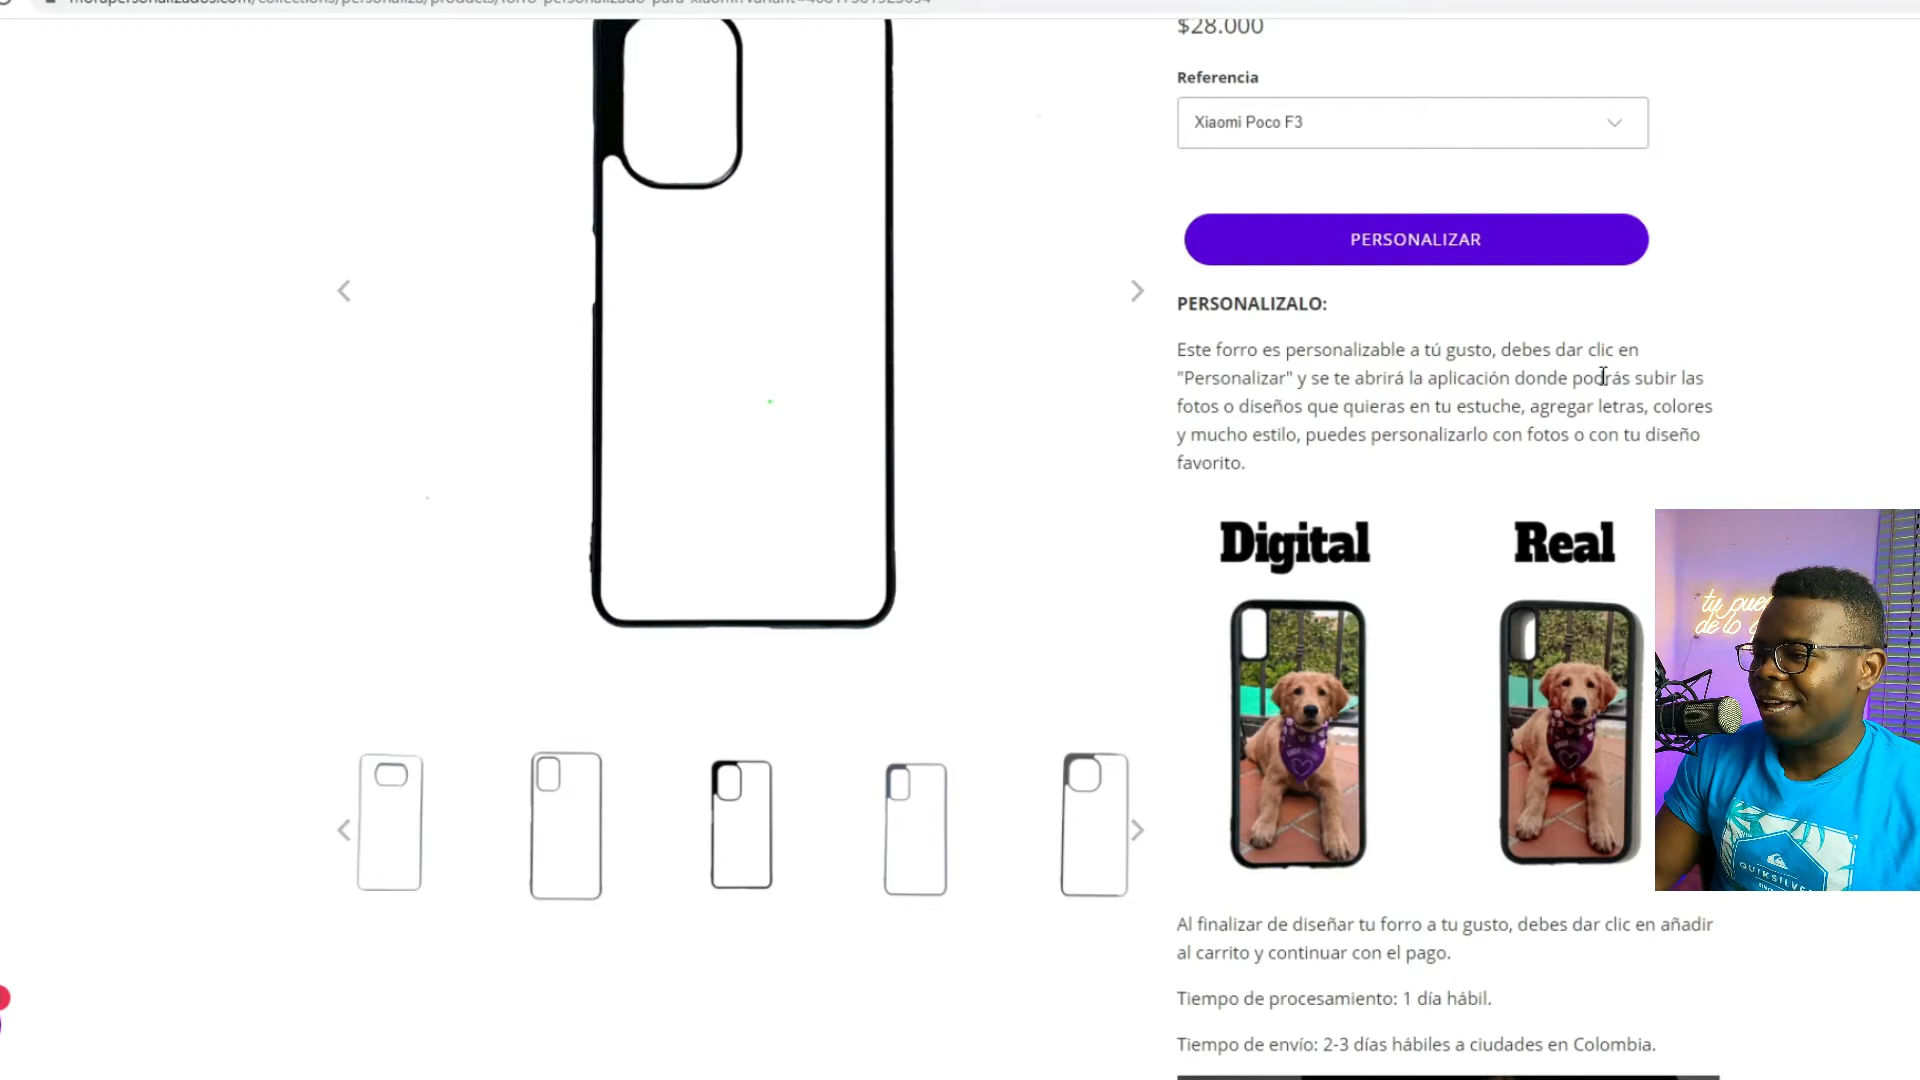 $28.000
Referencia
Xiaomi Poco F3
PERSONALIZAR
PERSONALIZALO:
Este forro es personalizable a tú gusto, debes dar clic en
"Personalizar" y se te abrirá la aplicación donde podrás subir las
fotos o diseños que quieras en tu estuche, agregar letras, colores
y mucho estilo, puedes personalizarlo con fotos o con tu diseño
favorito.
Digital
Real
tu
de lo
QUIKSILVER
Al finalizar de diseñar tu forro a tu gusto, debes dar clic en añadir
al carrito y continuar con el pago.
Tiempo de procesamiento: 1 día hábil.
Tiempo de envío: 2-3 días hábiles a ciudades en Colombia.